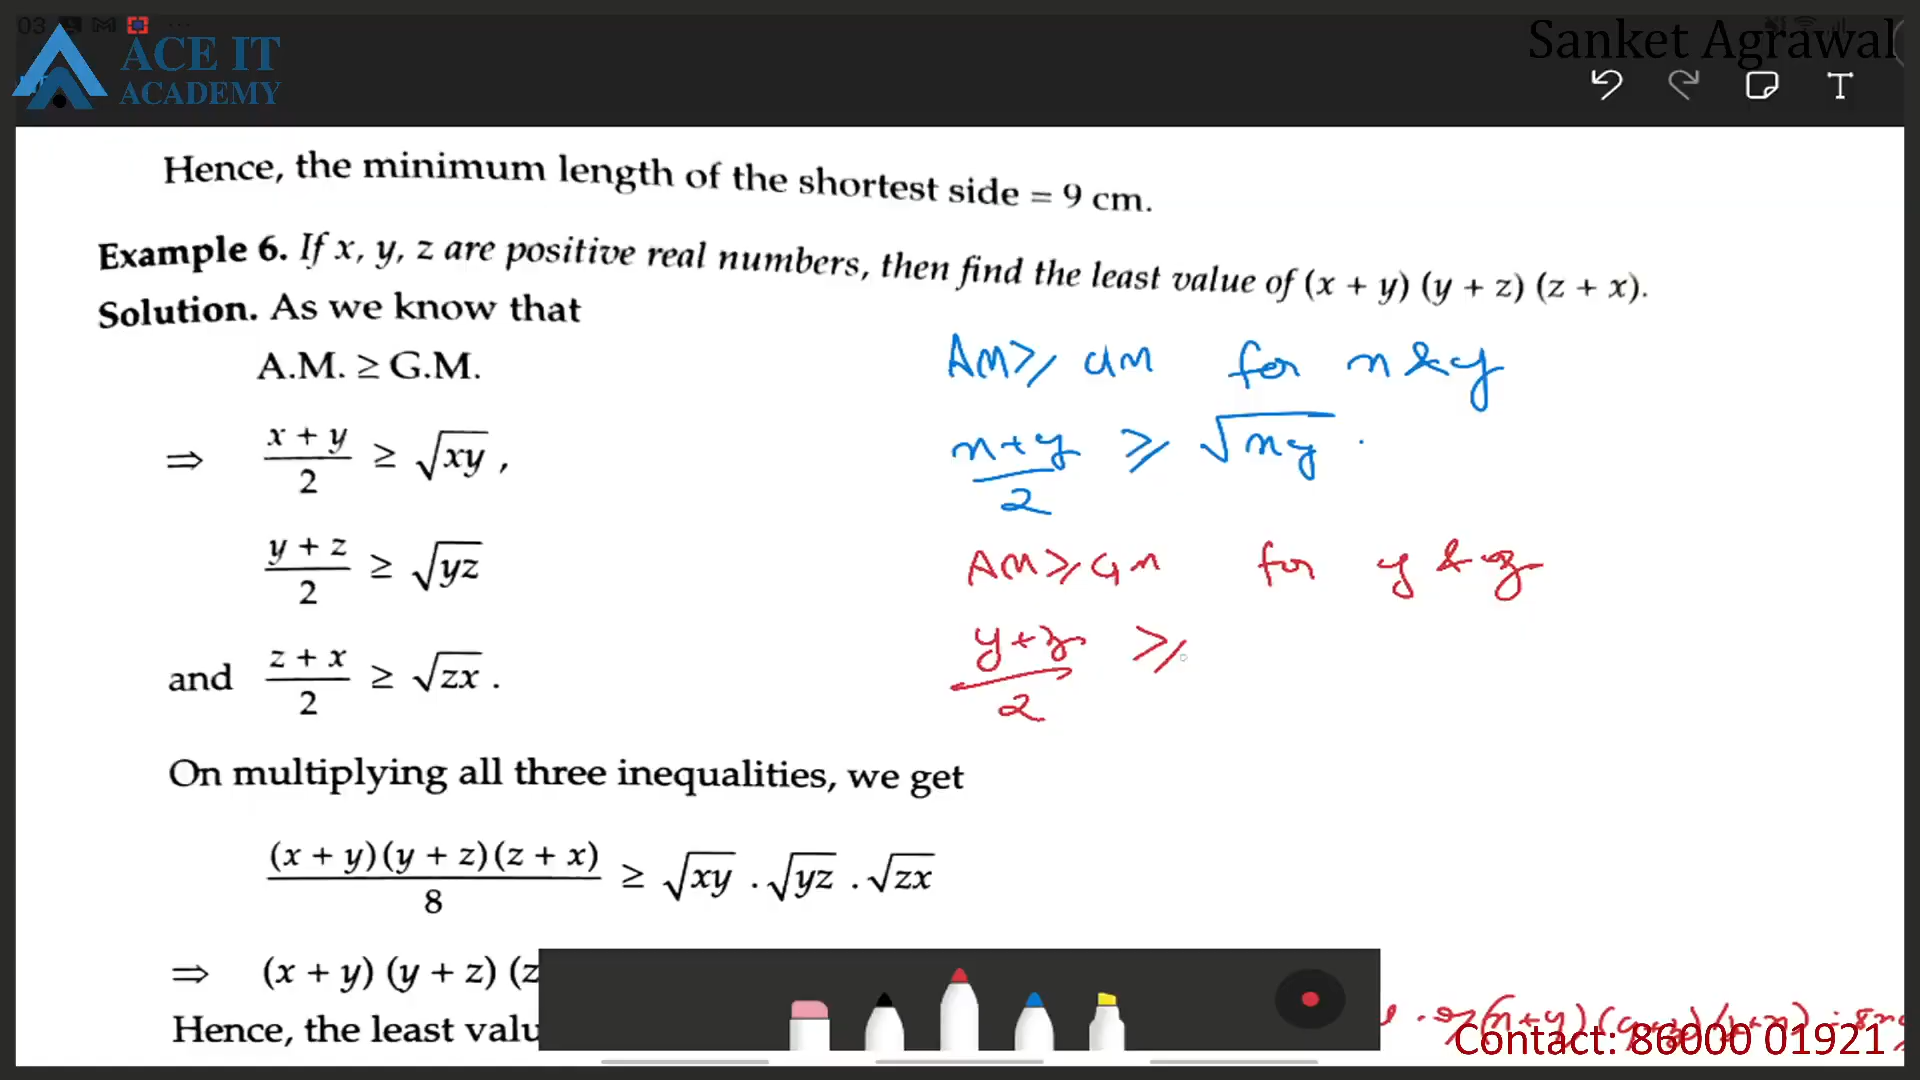 03
ACE IT
ACADEMY
Sanket Agrawal
T
Hence, the minimum length of the shortest side = 9 cm.
Example 6. If x, y, z are positive real numbers, then find the least value of (x + y) (y + z) (z + x).
Solution. As we know that
A.M. ≥ G.M.
⇒ (x + y)/2 ≥ √xy ,
(y + z)/2 ≥ √yz
and (z + x)/2 ≥ √zx .
AM ≥ GM for x & y
(x+y)/2 ≥ √xy .
AM ≥ GM for y & z
(y+z)/2 ≥
On multiplying all three inequalities, we get
(x + y)(y + z)(z + x)/8 ≥ √xy . √yz . √zx
⇒ (x + y) (y + z) (z
Hence, the least valu
(x+y) (y+z) (z+x)
Contact: 86000 01921